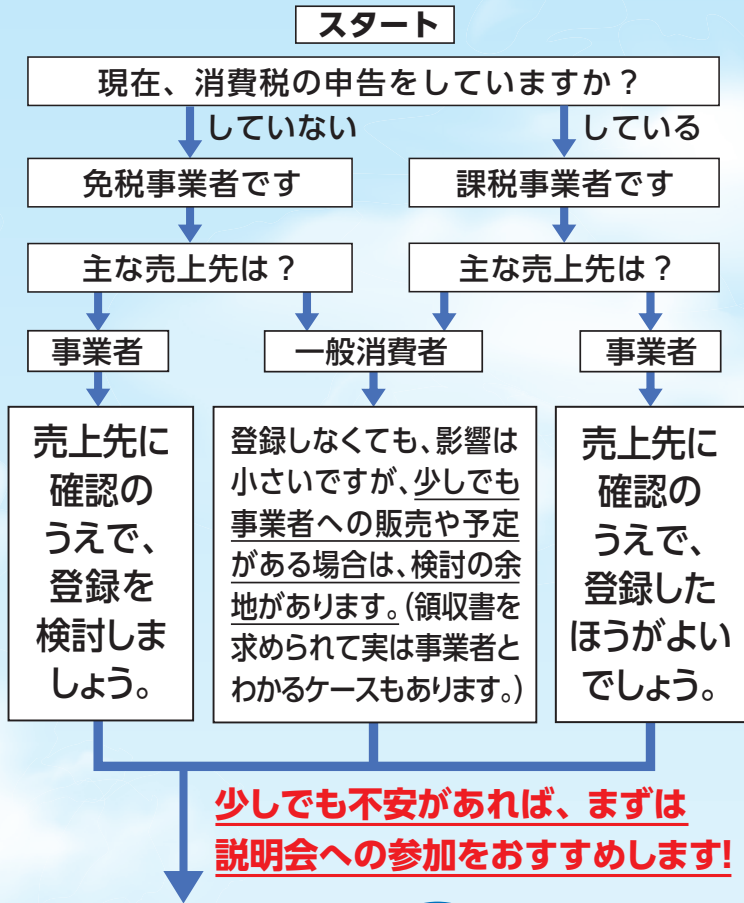 スタート
現在、消費税の申告をしていますか？
していない
している
免税事業者です
課税事業者です
主な売上先は？
主な売上先は？
事業者
一般消費者
事業者
売上先に
確認の
うえで、
登録を
検討しま
しょう。
登録しなくても、影響は
小さいですが、少しでも
事業者への販売や予定
がある場合は、検討の余
地があります。(領収書を
求められて実は事業者と
わかるケースもあります。)
売上先に
確認の
うえで、
登録した
ほうがよい
でしょう。
少しでも不安があれば、まずは
説明会への参加をおすすめします!